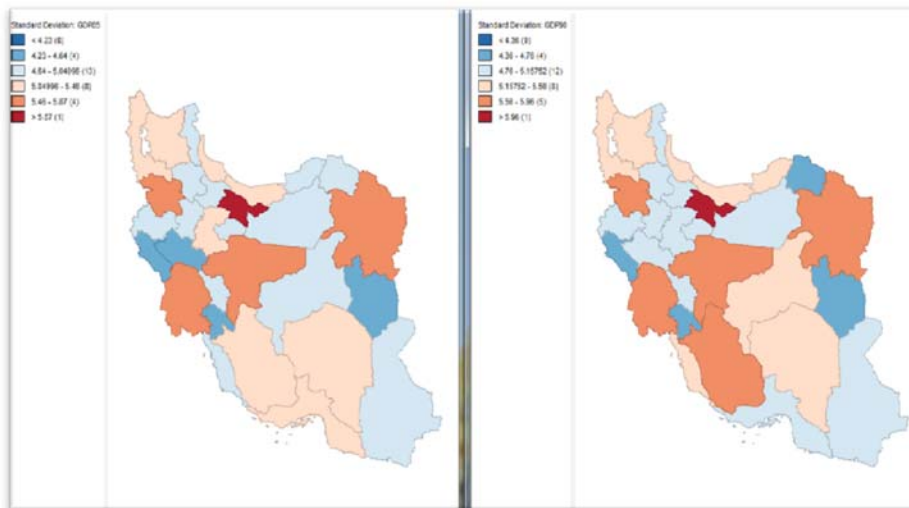 Standard Deviation: GDP85
< 4.23 (0)
4.23 - 4.64 (4)
4.64 - 5.04998 (13)
5.04998 - 5.46 (8)
5.46 - 5.87 (4)
> 5.87 (1)
Standard Deviation:
< 4.36 (0)
4.36 - 4.76 (4)
4.76 - 5.15752 (12)
5.15752 - 5.56 (8)
5.56 - 5.96 (5)
> 5.96 (1)